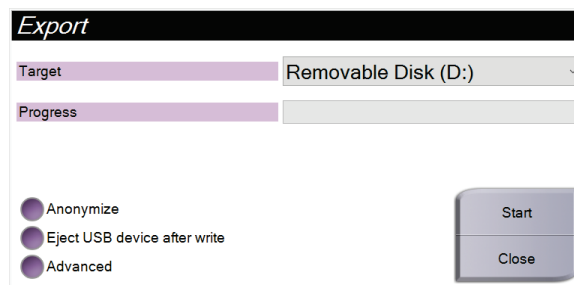 Export
Target
Removable Disk (D:)
Progress
Anonymize
Eject USB device after write
Advanced
Start
Close